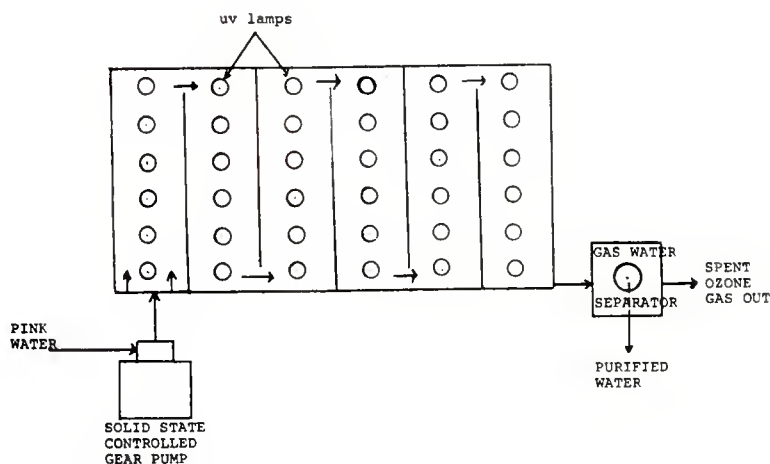 uv lamps
GAS WATER
SEPARATOR
SPENT
OZONE
GAS OUT
PINK
WATER
PURIFIED
WATER
SOLID STATE
CONTROLLED
GEAR PUMP